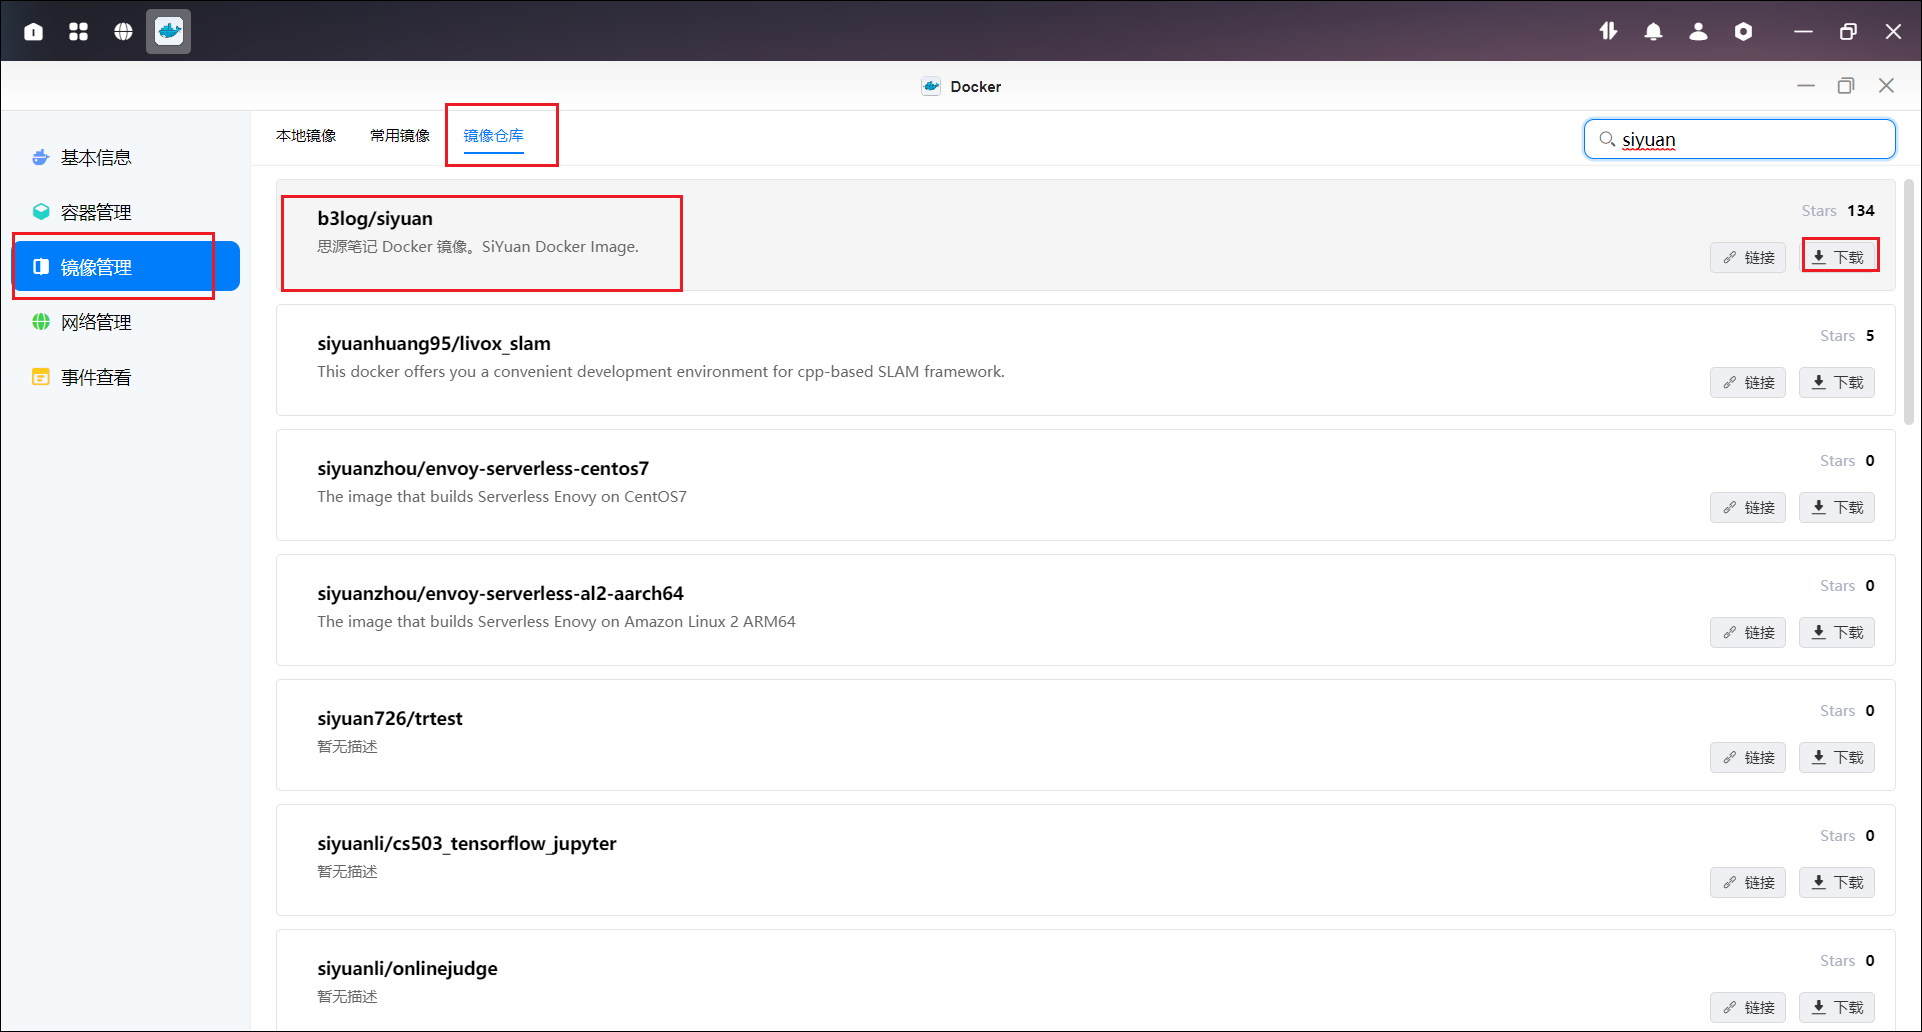 Docker
本地镜像 常用镜像 镜像仓库
siyuan
基本信息
容器管理
镜像管理
网络管理
事件查看
b3log/siyuan
思源笔记 Docker 镜像。SiYuan Docker Image.
Stars 134
链接 下载
siyuanhuang95/livox_slam
This docker offers you a convenient development environment for cpp-based SLAM framework.
Stars 5
链接 下载
siyuanzhou/envoy-serverless-centos7
The image that builds Serverless Enovy on CentOS7
Stars 0
链接 下载
siyuanzhou/envoy-serverless-al2-aarch64
The image that builds Serverless Enovy on Amazon Linux 2 ARM64
Stars 0
链接 下载
siyuan726/trtest
暂无描述
Stars 0
链接 下载
siyuanli/cs503_tensorflow_jupyter
暂无描述
Stars 0
链接 下载
siyuanli/onlinejudge
暂无描述
Stars 0
链接 下载